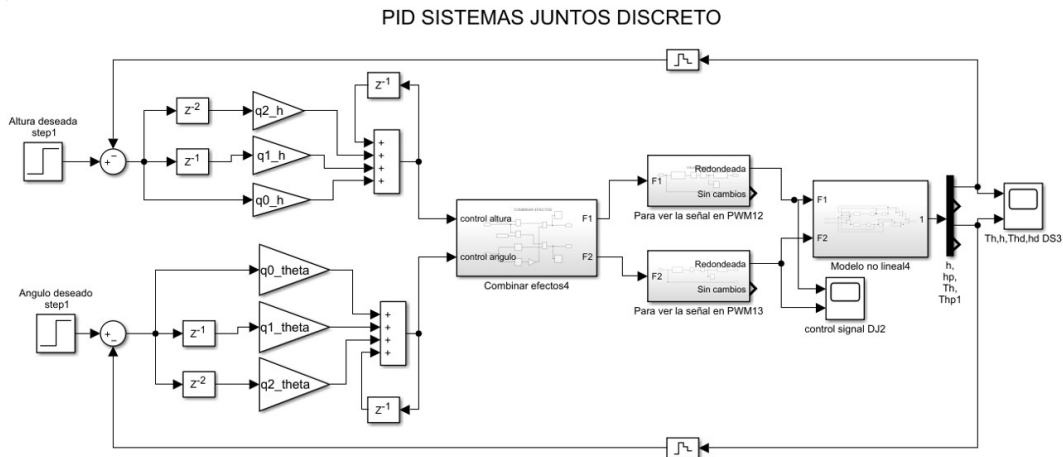 PID SISTEMAS JUNTOS DISCRETO
Altura deseada
step1
+
−
Z-2
Z-1
q2_h
q1_h
q0_h
Z-1
+
+
+
+
Angulo deseado
step1
+
−
Z-1
Z-2
q0_theta
q1_theta
q2_theta
+
+
+
+
Z-1
COMBINAR EFECTOS
control altura
control angulo
F1
F2
Combinar efectos4
F1
Redondeada
Sin cambios
Para ver la señal en PWM12
F2
Redondeada
Sin cambios
Para ver la señal en PWM13
F1
F2
1
Modelo no lineal4
control signal DJ2
h,
hp,
Th,
Thp1
Th,h,Thd,hd DS3